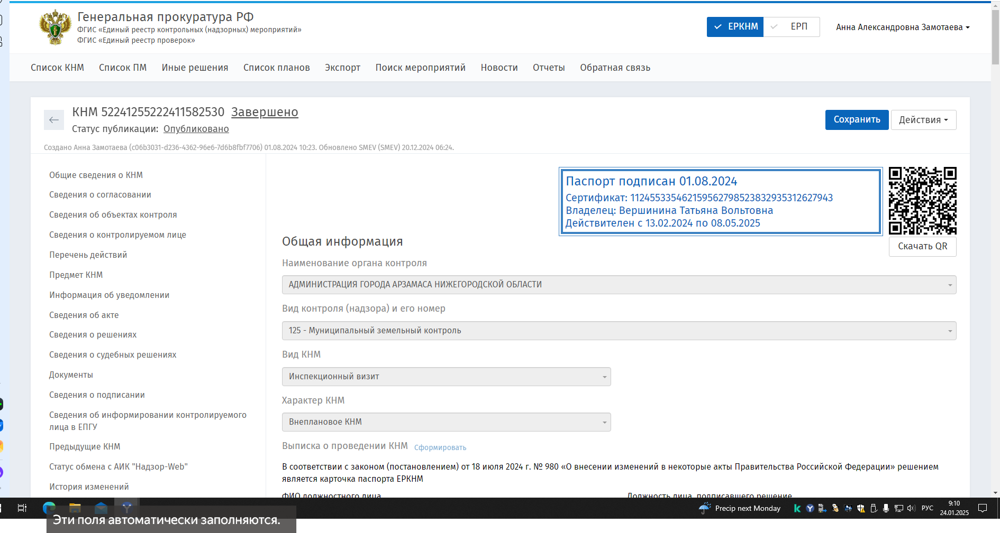 Генеральная прокуратура РФ
ФГИС «Единый реестр контрольных (надзорных) мероприятий»
ФГИС «Единый реестр проверок»
ЕРКНМ
ЕРП
Анна Александровна Замотаева
Список КНМ
Список ПМ
Иные решения
Список планов
Экспорт
Поиск мероприятий
Новости
Отчеты
Обратная связь
КНМ 52241255222411582530 Завершено
Статус публикации: Опубликовано
Сохранить
Действия
Создано Анна Замотаева (c06b3031-d236-4362-96e6-7d6b8fbf7706) 01.08.2024 10:23. Обновлено SMEV (SMEV) 20.12.2024 06:24.
Общие сведения о КНМ
Сведения о согласовании
Сведения об объектах контроля
Сведения о контролируемом лице
Перечень действий
Предмет КНМ
Информация об уведомлении
Сведения об акте
Сведения о решениях
Сведения о судебных решениях
Документы
Сведения о подписании
Сведения об информировании контролируемого
лица в ЕПГУ
Предыдущие КНМ
Статус обмена с АИК "Надзор-Web"
История изменений
Паспорт подписан 01.08.2024
Сертификат: 112455335462159562798523832935312627943
Владелец: Вершинина Татьяна Вольтовна
Действителен с 13.02.2024 по 08.05.2025
Скачать QR
Общая информация
Наименование органа контроля
АДМИНИСТРАЦИЯ ГОРОДА АРЗАМАСА НИЖЕГОРОДСКОЙ ОБЛАСТИ
Вид контроля (надзора) и его номер
125 - Муниципальный земельный контроль
Вид КНМ
Инспекционный визит
Характер КНМ
Внеплановое КНМ
Выписка о проведении КНМ Сформировать
В соответствии с законом (постановлением) от 18 июля 2024 г. № 980 «О внесении изменений в некоторые акты Правительства Российской Федерации» решением
является карточка паспорта ЕРКНМ
ФИО должностного лица
Должность лица, подписавшего решение
Precip next Monday
РУС
9:10
24.01.2025
Эти поля автоматически заполняются.